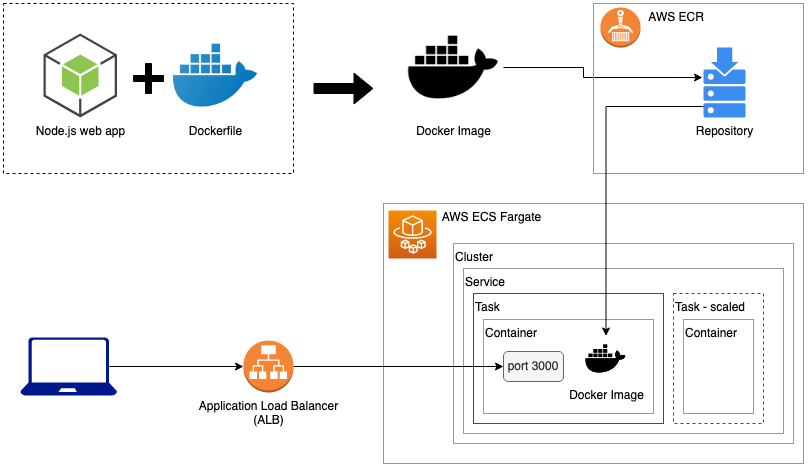 AWS ECR
Node.js web app
Dockerfile
Docker Image
Repository
AWS ECS Fargate
Cluster
Service
Task
Task - scaled
Container
Container
port 3000
Docker Image
Application Load Balancer
(ALB)